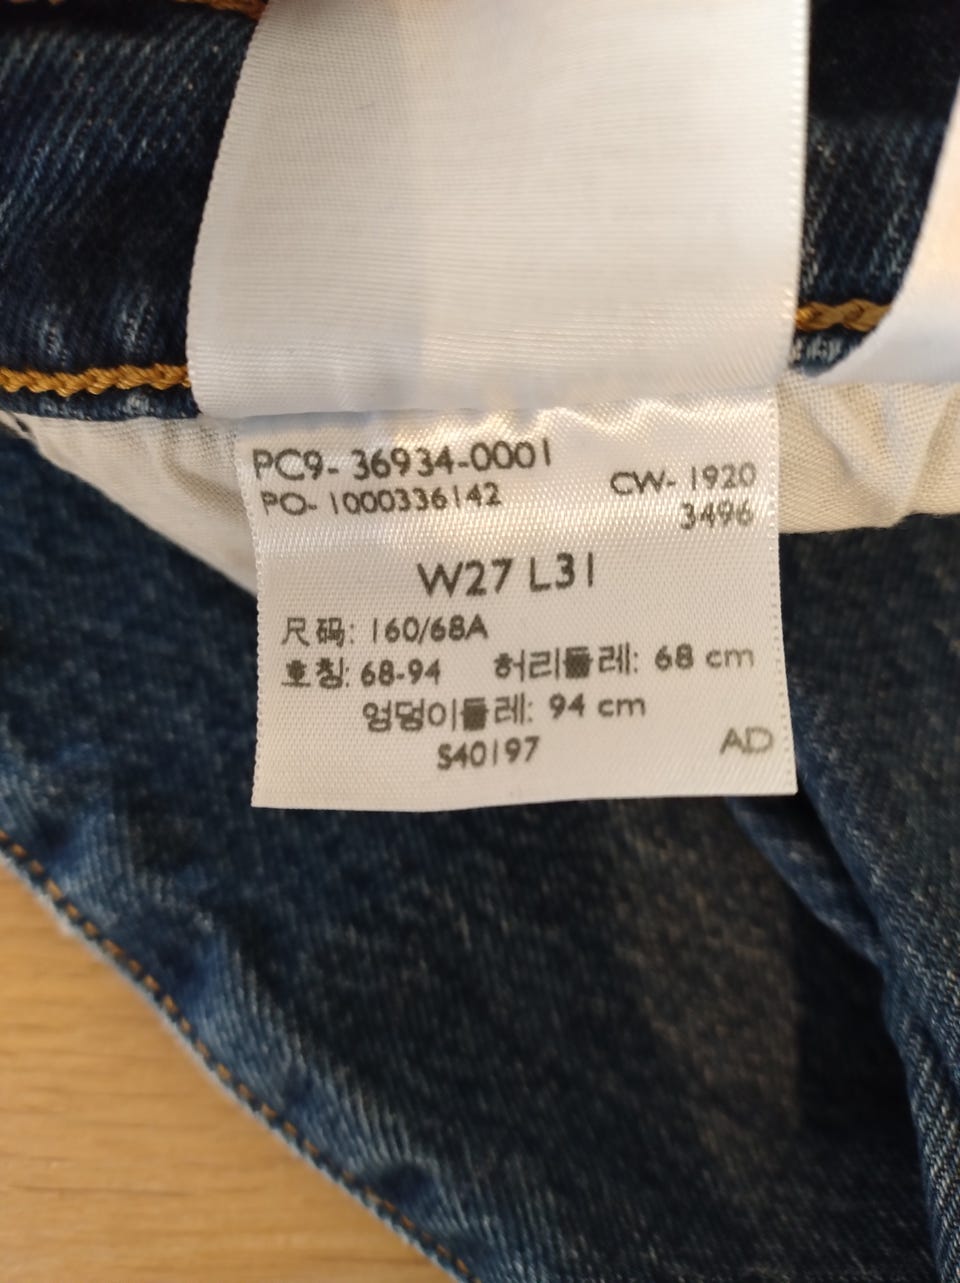 PC9- 36934-0001
PO- 1000336142 CW- 1920
3496
W27 L31
尺码: 160/68A
호칭: 68-94 허리둘레: 68 cm
엉덩이둘레: 94 cm
S40197 AD